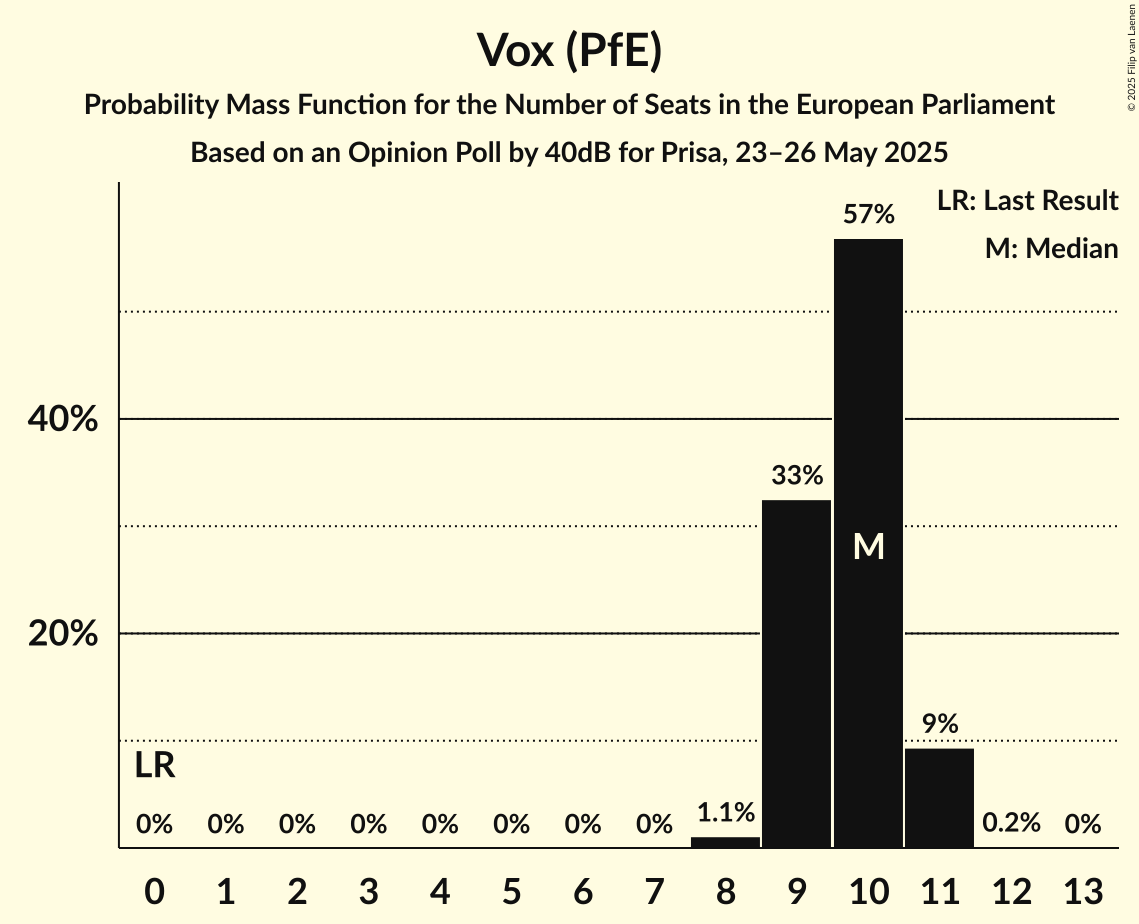 Vox (PfE)
Probability Mass Function for the Number of Seats in the European Parliament
Based on an Opinion Poll by 40dB for Prisa, 23–26 May 2025
© 2025 Filip van Laenen
LR: Last Result
M: Median
57%
40%
33%
M
20%
9%
LR
1.1%
0% 0% 0% 0% 0% 0% 0% 0% 0.2% 0%
0 1 2 3 4 5 6 7 8 9 10 11 12 13